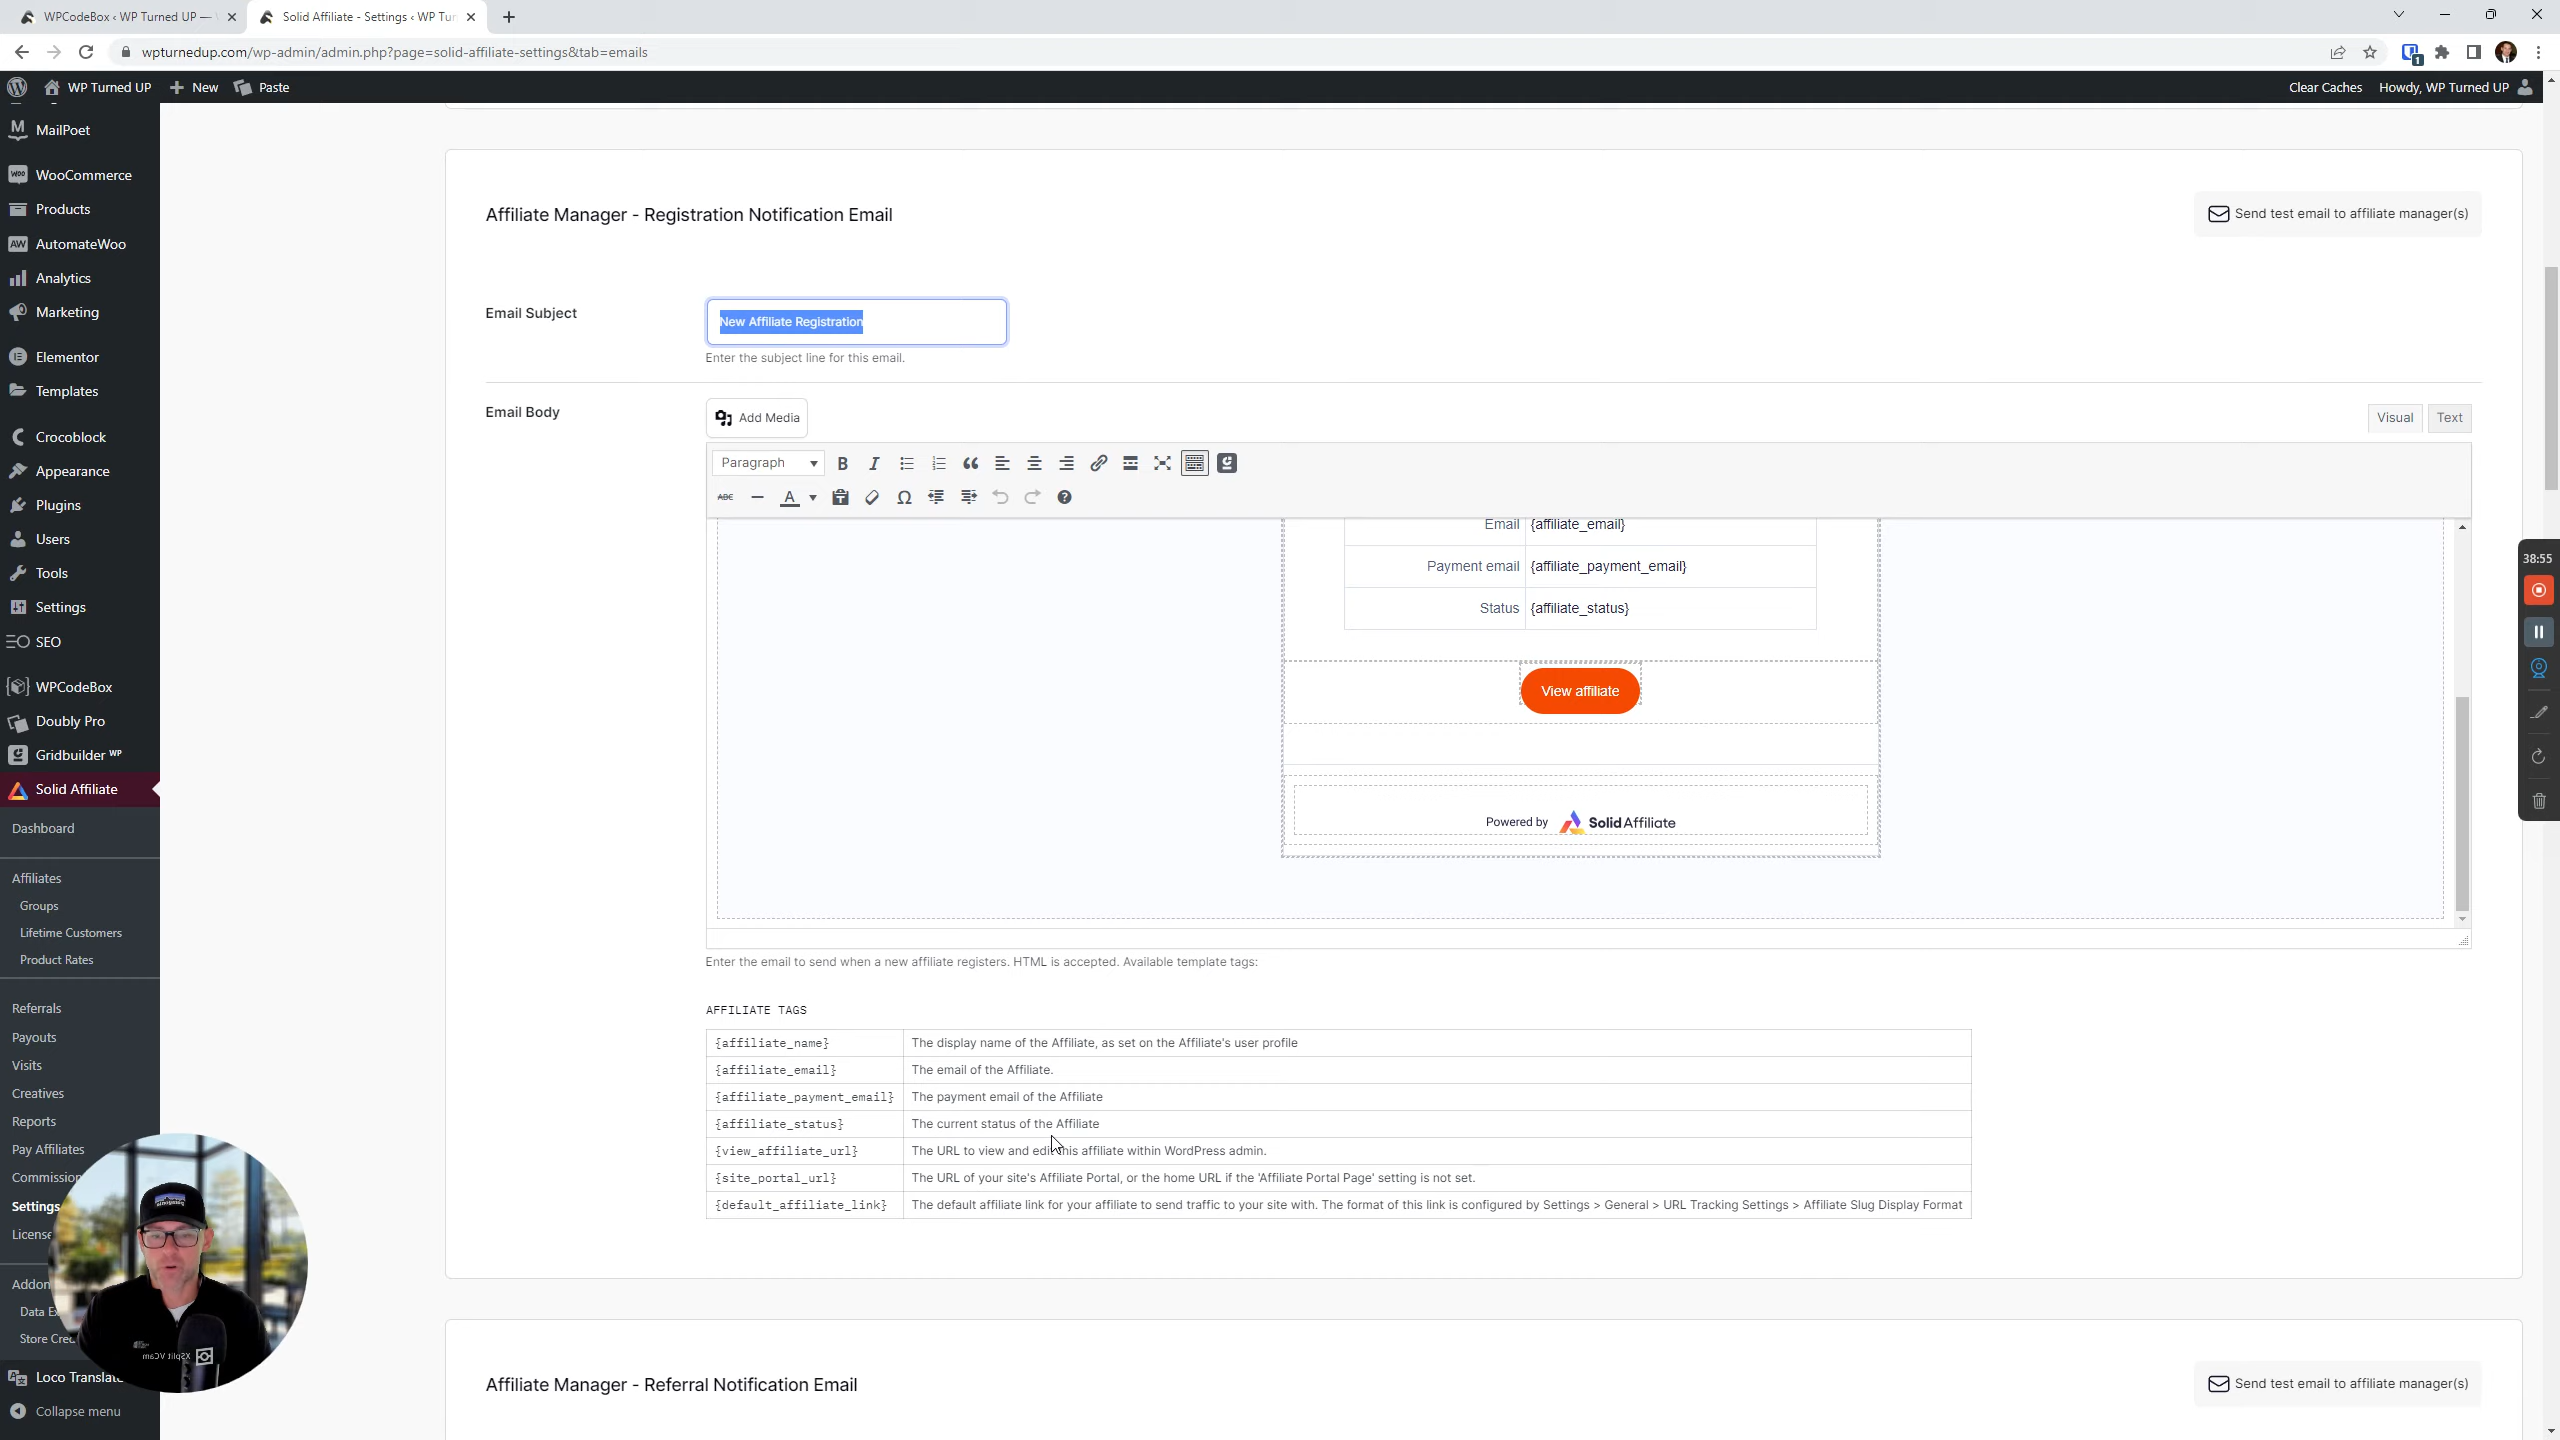 WPCodeBox ‹ WP Turned UP —
Solid Affiliate - Settings ‹ WP Tur
wpturnedup.com/wp-admin/admin.php?page=solid-affiliate-settings&tab=emails
WP Turned UP
New
Paste
Clear Caches
Howdy, WP Turned UP
MailPoet
WooCommerce
Products
AutomateWoo
Analytics
Marketing
Elementor
Templates
Crocoblock
Appearance
Plugins
Users
Tools
Settings
SEO
WPCodeBox
Doubly Pro
Gridbuilder WP
Solid Affiliate
Dashboard
Affiliates
Groups
Lifetime Customers
Product Rates
Referrals
Payouts
Visits
Creatives
Reports
Pay Affiliates
Commission
Settings
License
Addon
Data E
Store Cred
Loco Translate
Collapse menu
Affiliate Manager - Registration Notification Email
Send test email to affiliate manager(s)
Email Subject
New Affiliate Registration
Enter the subject line for this email.
Email Body
Add Media
Visual
Text
Paragraph
Email {affiliate_email}
Payment email {affiliate_payment_email}
Status {affiliate_status}
View affiliate
Powered by Solid Affiliate
Enter the email to send when a new affiliate registers. HTML is accepted. Available template tags:
AFFILIATE TAGS
{affiliate_name} The display name of the Affiliate, as set on the Affiliate's user profile
{affiliate_email} The email of the Affiliate.
{affiliate_payment_email} The payment email of the Affiliate
{affiliate_status} The current status of the Affiliate
{view_affiliate_url} The URL to view and edit this affiliate within WordPress admin.
{site_portal_url} The URL of your site's Affiliate Portal, or the home URL if the 'Affiliate Portal Page' setting is not set.
{default_affiliate_link} The default affiliate link for your affiliate to send traffic to your site with. The format of this link is configured by Settings > General > URL Tracking Settings > Affiliate Slug Display Format
Affiliate Manager - Referral Notification Email
Send test email to affiliate manager(s)
38:55
XSplit VCam